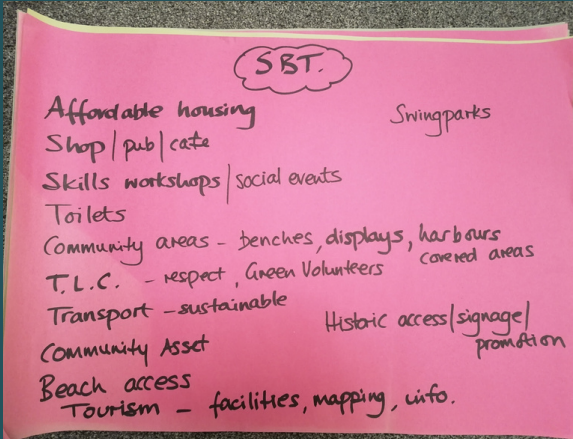 SBT.
Affordable housing
Swingparks
Shop/pub/cafe
Skills workshops/social events
Toilets
Community areas - benches, displays, harbours
covered areas
T.L.C. - respect, Green Volunteers
Transport - sustainable
Historic access/signage/
promotion
Community Asset
Beach access
Tourism - facilities, mapping, info.